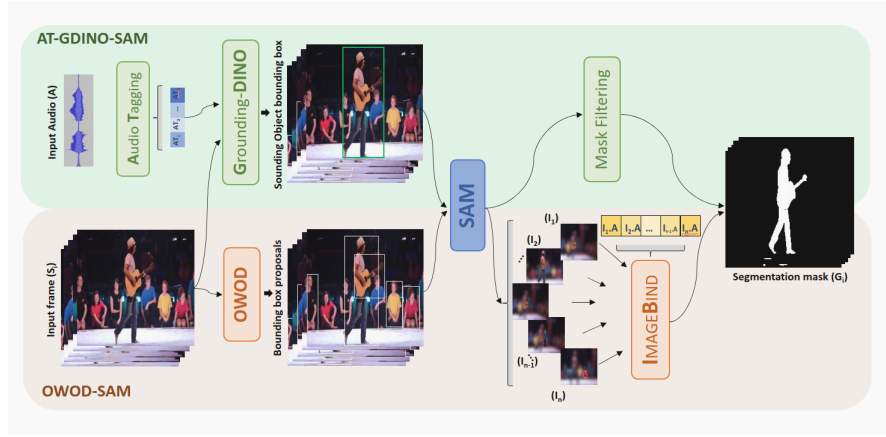 AT-GDINO-SAM
Input Audio (A)
Audio Tagging
AT
...
AT2
AT1
Grounding-DINO
Sounding Object bounding box
Mask Filtering
SAM
Input frame (Si)
OWOD
Bounding box proposals
(I1)
(I2)
...
(In-1)
(In)
I1.A I2.A ... In-1.A In.A
IMAGEBIND
Segmentation mask (Gi)
OWOD-SAM